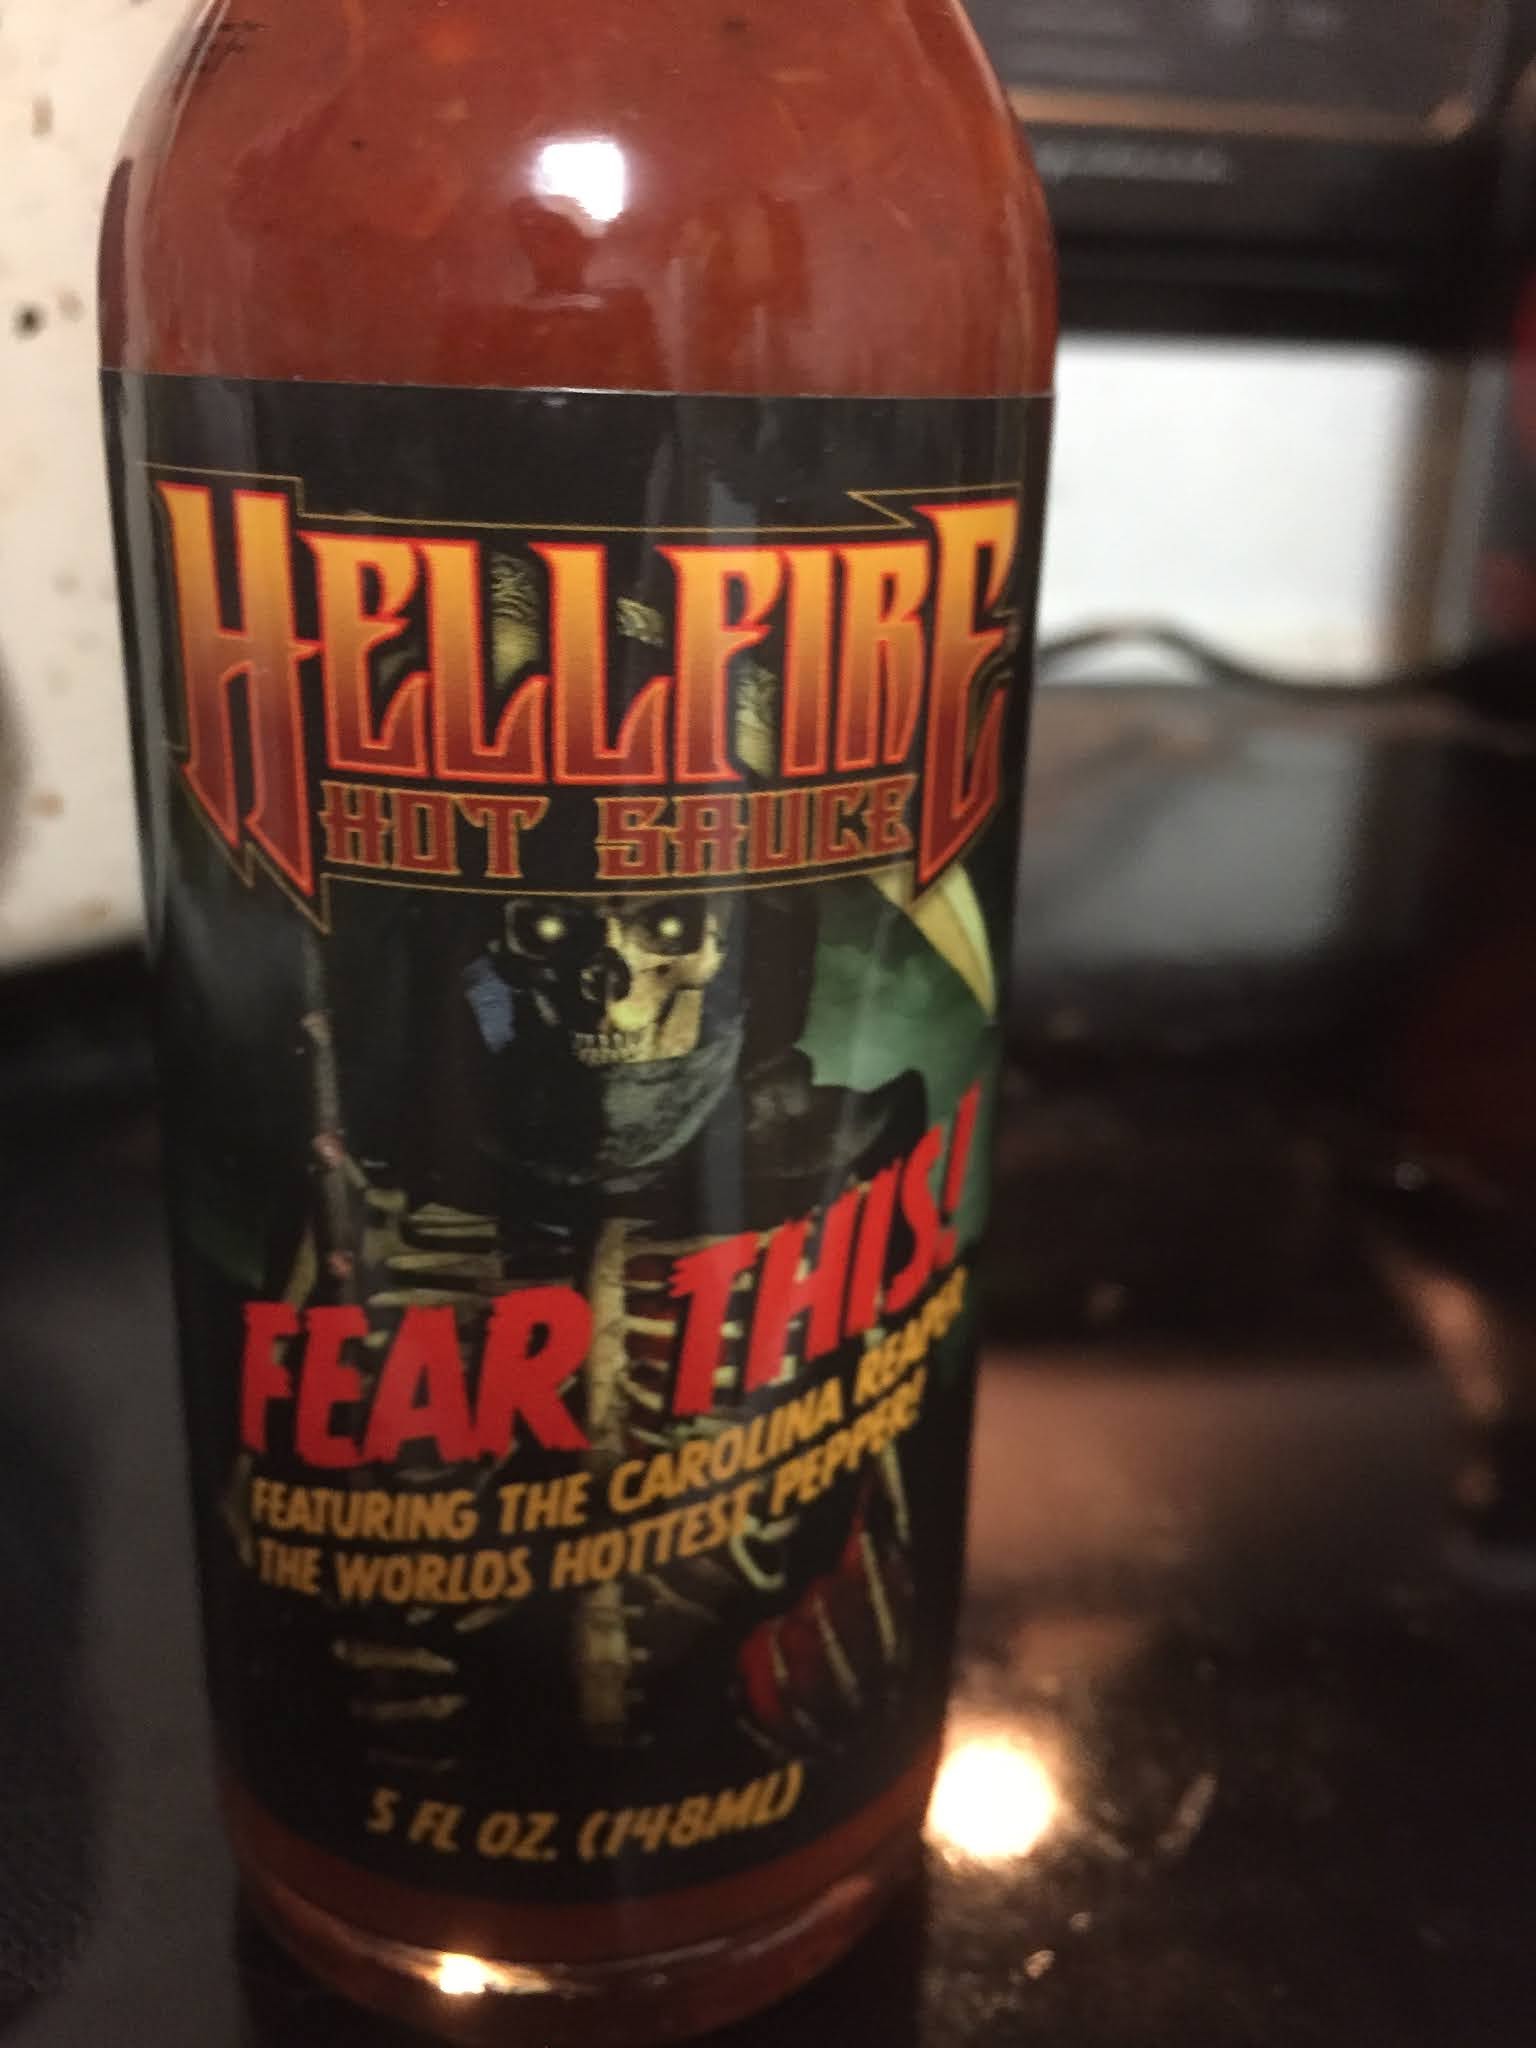 HELLFIRE
HOT SAUCE
FEAR THIS!
FEATURING THE CAROLINA REAPER
THE WORLDS HOTTEST PEPPER!
5 FL OZ. (148ML)